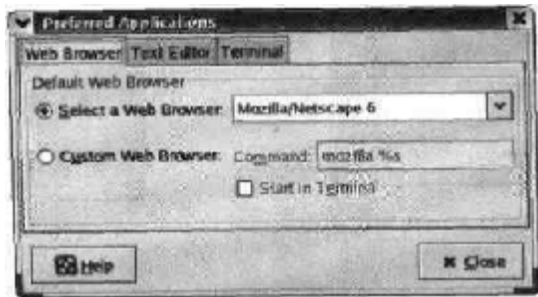 Preferred Applications
Web Browser Text Editor Terminal
Default Web Browser
Select a Web Browser: Mozilla/Netscape 6
Custom Web Browser: Command: mozilla %s
Start in Terminal
Help Close